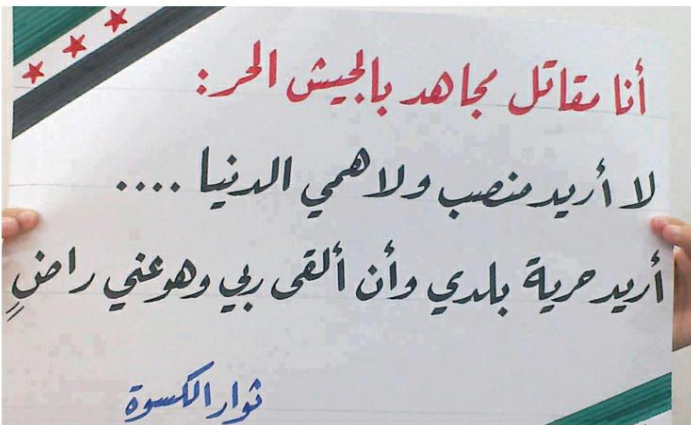 أنا مقاتل مجاهد بالجيش الحر:
لا أريد منصب ولا همي الدنيا ....
أريد حرية بلدي وأن ألقى ربي وهو عني راضٍ
ثوار الكسوة